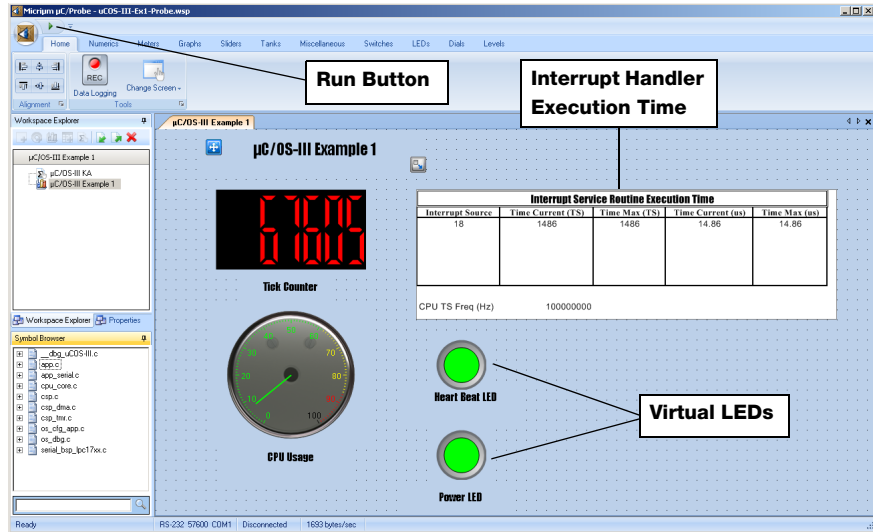 Micriµm µC/Probe - uCOS-III-Ex1-Probe.wsp
Home Numerics Meters Graphs Sliders Tanks Miscellaneous Switches LEDs Dials Levels
REC
Data Logging
Change Screen
Alignment
Tools
Run Button
Interrupt Handler
Execution Time
Workspace Explorer
µC/OS-III Example 1
µC/OS-III KA
µC/OS-III Example 1
Workspace Explorer Properties
Symbol Browser
__dbg_uCOS-III.c
app.c
app_serial.c
cpu_core.c
csp.c
csp_dma.c
csp_tmr.c
os_cfg_app.c
os_dbg.c
serial_bsp_lpc17xx.c
µC/OS-III Example 1
µC/OS-III Example 1
67605
Tick Counter
Interrupt Service Routine Execution Time
Interrupt Source Time Current (TS) Time Max (TS) Time Current (us) Time Max (us)
18 1486 1486 14.86 14.86
CPU TS Freq (Hz) 100000000
0 10 20 30 40 70 80 100
CPU Usage
Heart Beat LED
Virtual LEDs
Power LED
Ready RS-232 57600 COM1 Disconnected 1693 bytes/sec